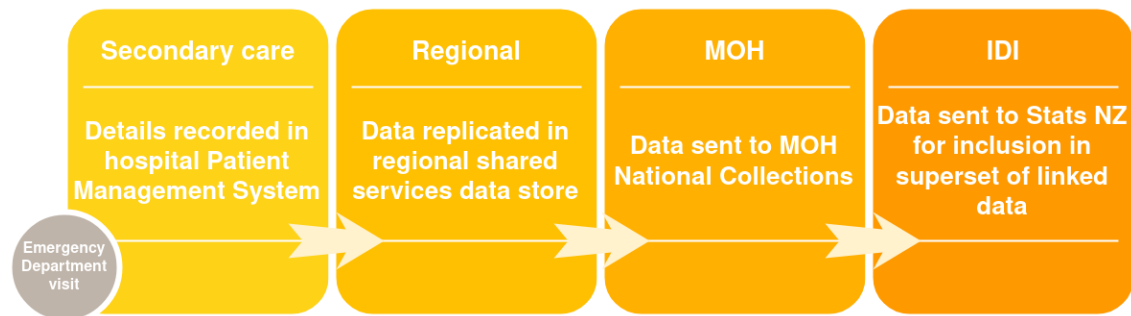 Secondary care
Details recorded in
hospital Patient
Management System
Emergency
Department
visit
Regional
Data replicated in
regional shared
services data store
MOH
Data sent to MOH
National Collections
IDI
Data sent to Stats NZ
for inclusion in
superset of linked
data